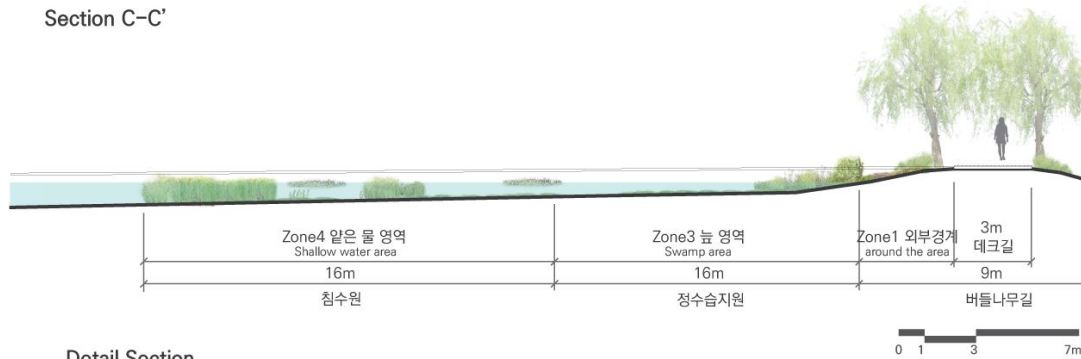 Section C-C’
Zone4 얕은 물 영역
Shallow water area
Zone3 늪 영역
Swamp area
Zone1 외부경계
around the area
3m
데크길
16m
16m
9m
침수원
정수습지원
버들나무길
0 1 3 7m
Detail Section